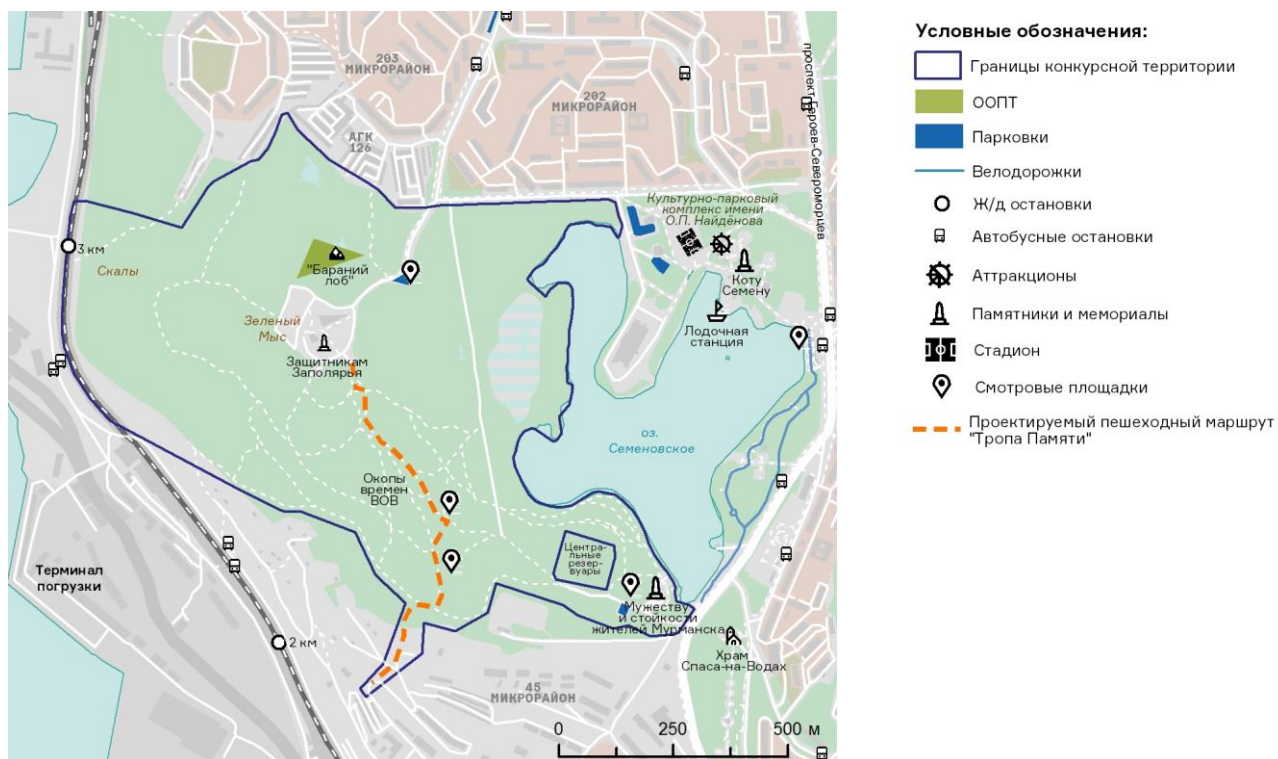 203
МИКРОРАЙОН
202
МИКРОРАЙОН
АГК
126
проспект Героев-Североморцев
Культурно-парковый
комплекс имени
О.П. Найдёнова
3 км
Скалы
"Бараний
лоб"
Коту
Семену
Зеленый
Мыс
Лодочная
станция
Защитникам
Заполярья
оз.
Семеновское
Окопы
времен
ВОВ
Центра-
льные
резер-
вуары
Терминал
погрузки
Мужеству
и стойкости
жителей Мурманска
2 км
Храм
Спаса-на-Водах
45
МИКРОРАЙОН
0 250 500 м
Условные обозначения:
Границы конкурсной территории
ООПТ
Парковки
Велодорожки
Ж/д остановки
Автобусные остановки
Аттракционы
Памятники и мемориалы
Стадион
Смотровые площадки
Проектируемый пешеходный маршрут
"Тропа Памяти"